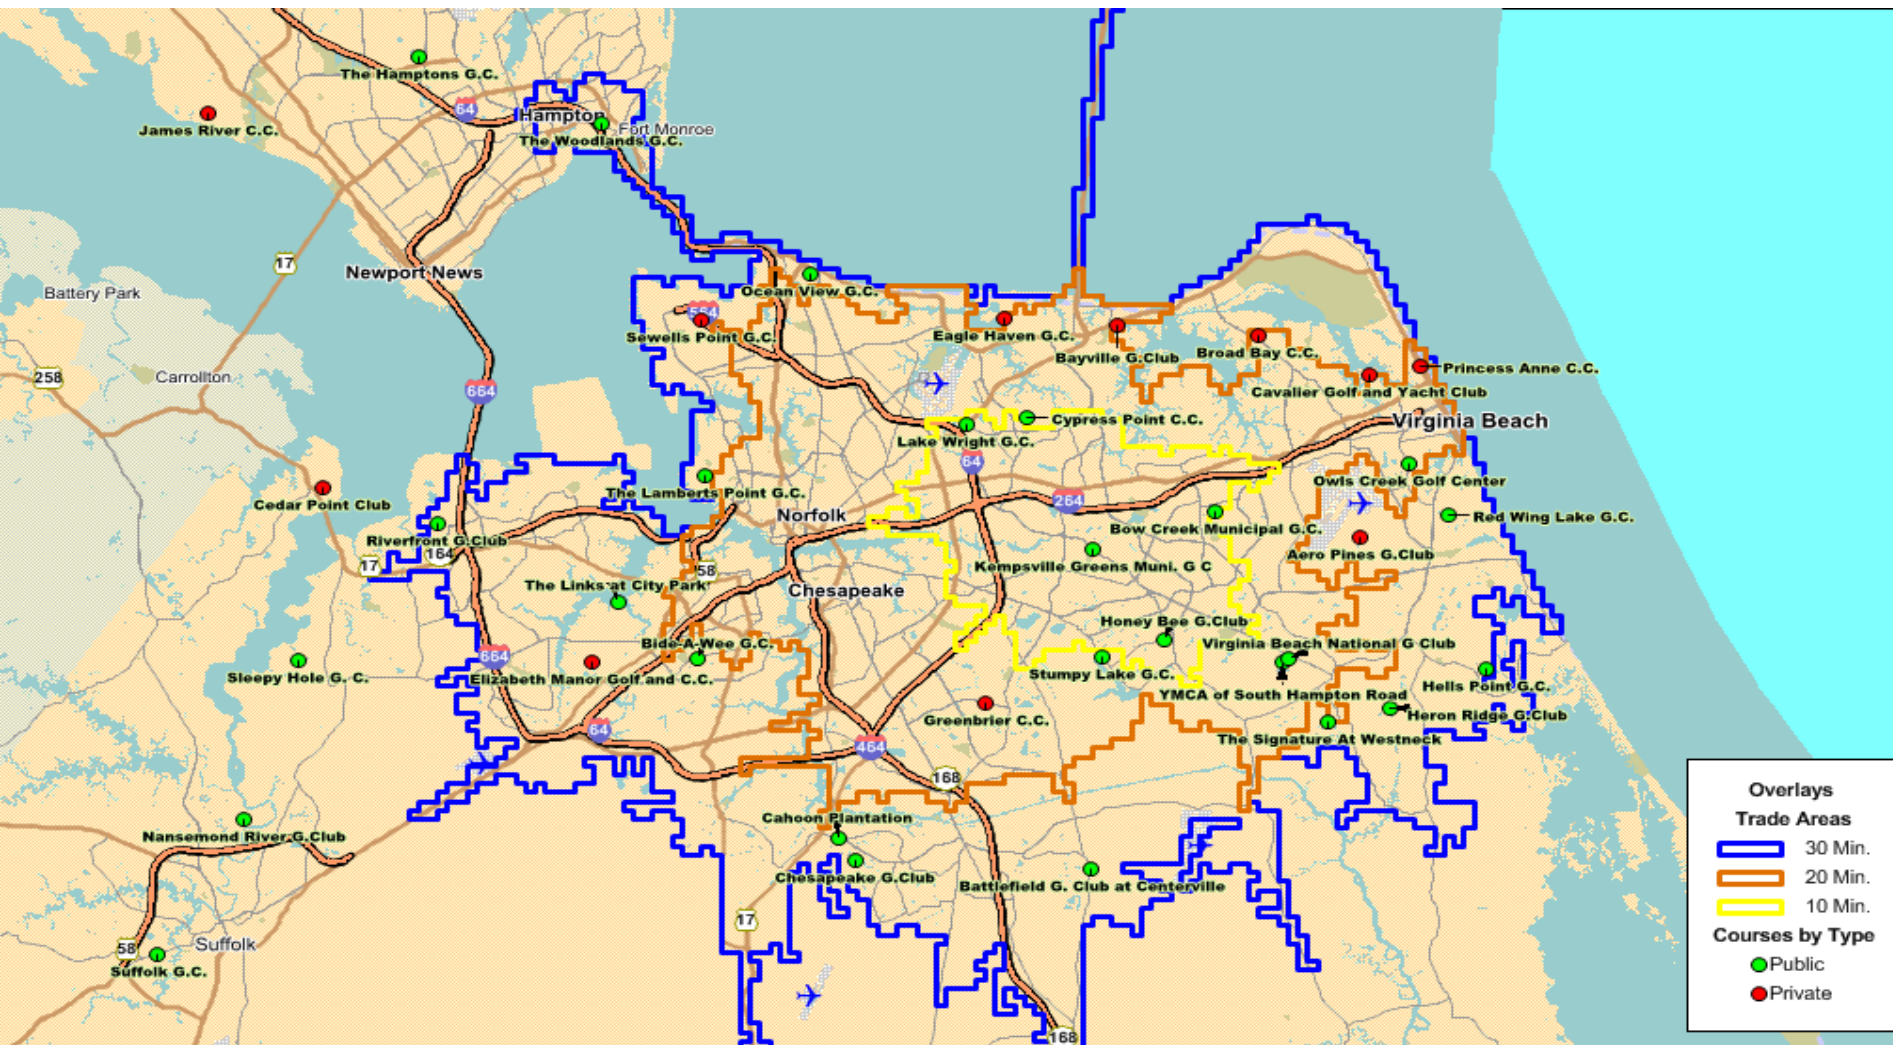 The Hamptons G.C.
64
James River C.C.
Hampton
Fort Monroe
The Woodlands G.C.
17
Newport News
Battery Park
Ocean View G.C.
564
Sewells Point G.C.
Eagle Haven G.C.
Bayville G.Club
Broad Bay C.C.
Princess Anne C.C.
258
Carrollton
664
Cavalier Golf and Yacht Club
Cypress Point C.C.
Virginia Beach
Lake Wright G.C.
64
Owls Creek Golf Center
Cedar Point Club
The Lamberts Point G.C.
264
Norfolk
Bow Creek Municipal G.C.
Red Wing Lake G.C.
Riverfront G.Club
164
17
Aero Pines G.Club
58
Kempsville Greens Muni. G C
The Links at City Park
Chesapeake
Honey Bee G.Club
Bide-A-Wee G.C.
Virginia Beach National G Club
664
Sleepy Hole G. C.
Elizabeth Manor Golf and C.C.
Stumpy Lake G.C.
Hells Point G.C.
YMCA of South Hampton Road
Greenbrier C.C.
Heron Ridge G.Club
64
The Signature At Westneck
464
168
Cahoon Plantation
Nansemond River G.Club
Chesapeake G.Club
Battlefield G. Club at Centerville
17
58
Suffolk
Suffolk G.C.
168
Overlays
Trade Areas
30 Min.
20 Min.
10 Min.
Courses by Type
Public
Private